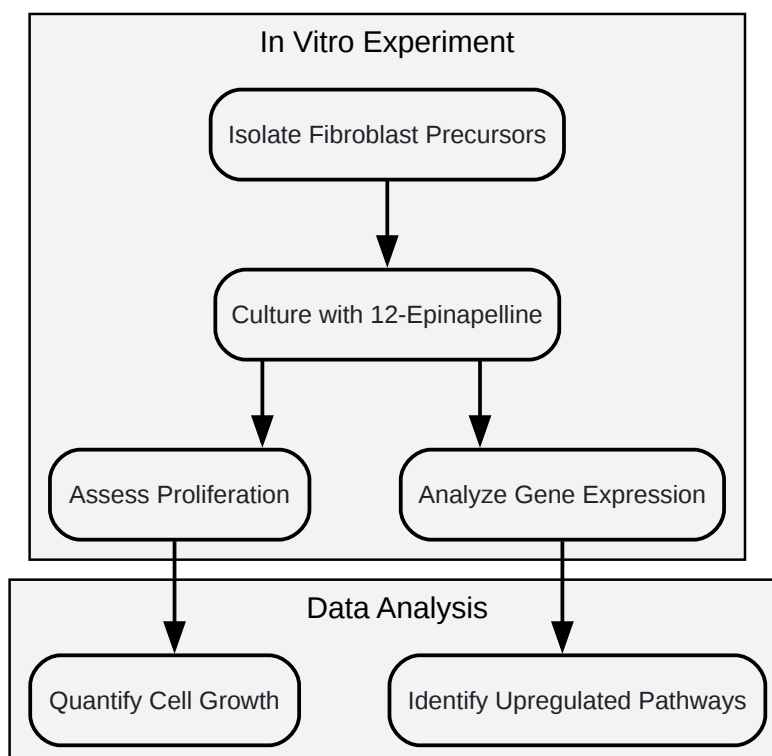 In Vitro Experiment
Isolate Fibroblast Precursors
Culture with 12-Epinapelline
Assess Proliferation
Analyze Gene Expression
Data Analysis
Quantify Cell Growth
Identify Upregulated Pathways